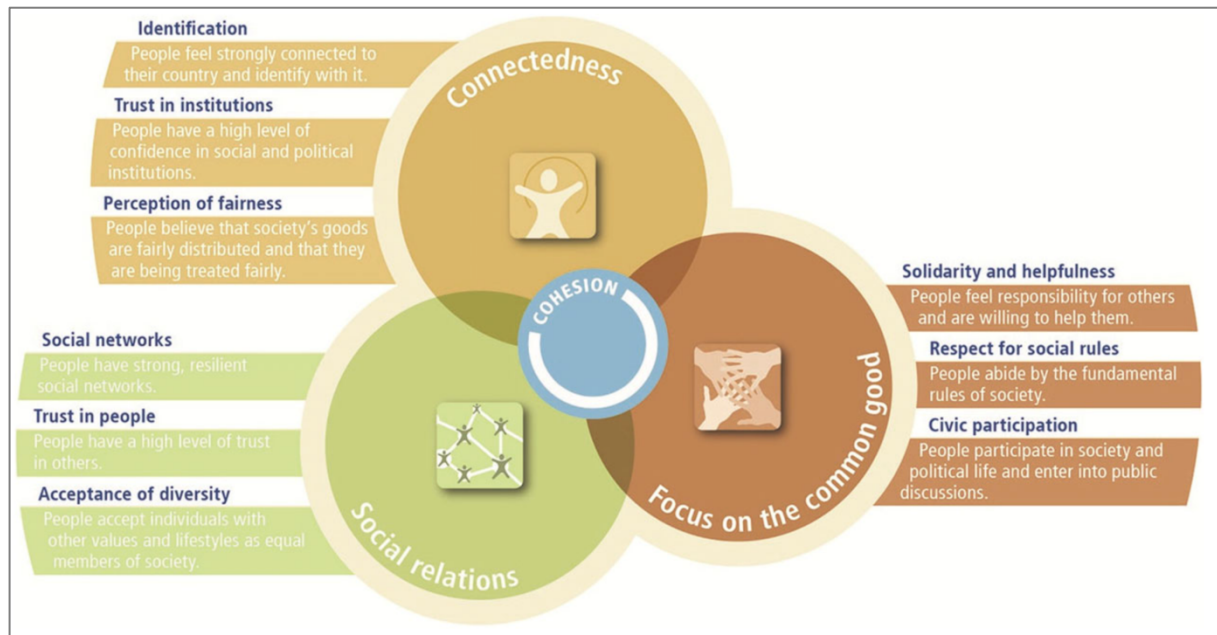 Identification
People feel strongly connected to
their country and identify with it.
Trust in institutions
People have a high level of
confidence in social and political
institutions.
Perception of fairness
People believe that society's goods
are fairly distributed and that they
are being treated fairly.
Connectedness
Social networks
People have strong, resilient
social networks.
Trust in people
People have a high level of trust
in others.
Acceptance of diversity
People accept individuals with
other values and lifestyles as equal
members of society.
Social relations
COHESION
Focus on the common good
Solidarity and helpfulness
People feel responsibility for others
and are willing to help them.
Respect for social rules
People abide by the fundamental
rules of society.
Civic participation
People participate in society and
political life and enter into public
discussions.